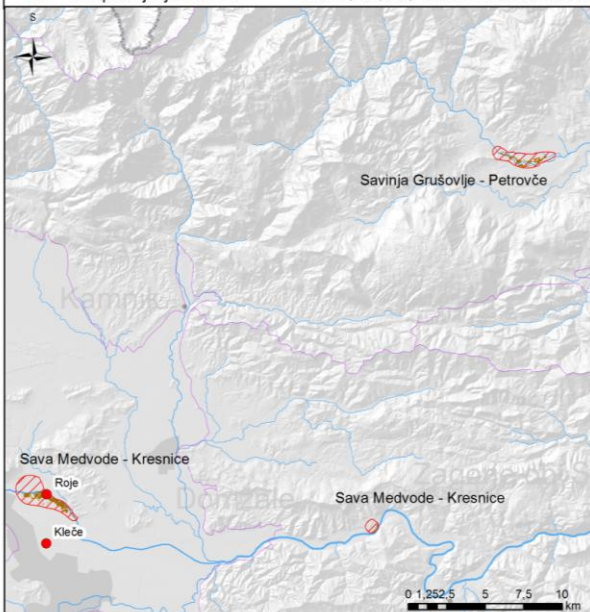 S
Savinja Grušovlje - Petrovče
Kamnik
Sava Medvode - Kresnice
Roje
Sava Medvode - Kresnice
Domžale
Kleče
0 1,252,5 5 7,5 10
km